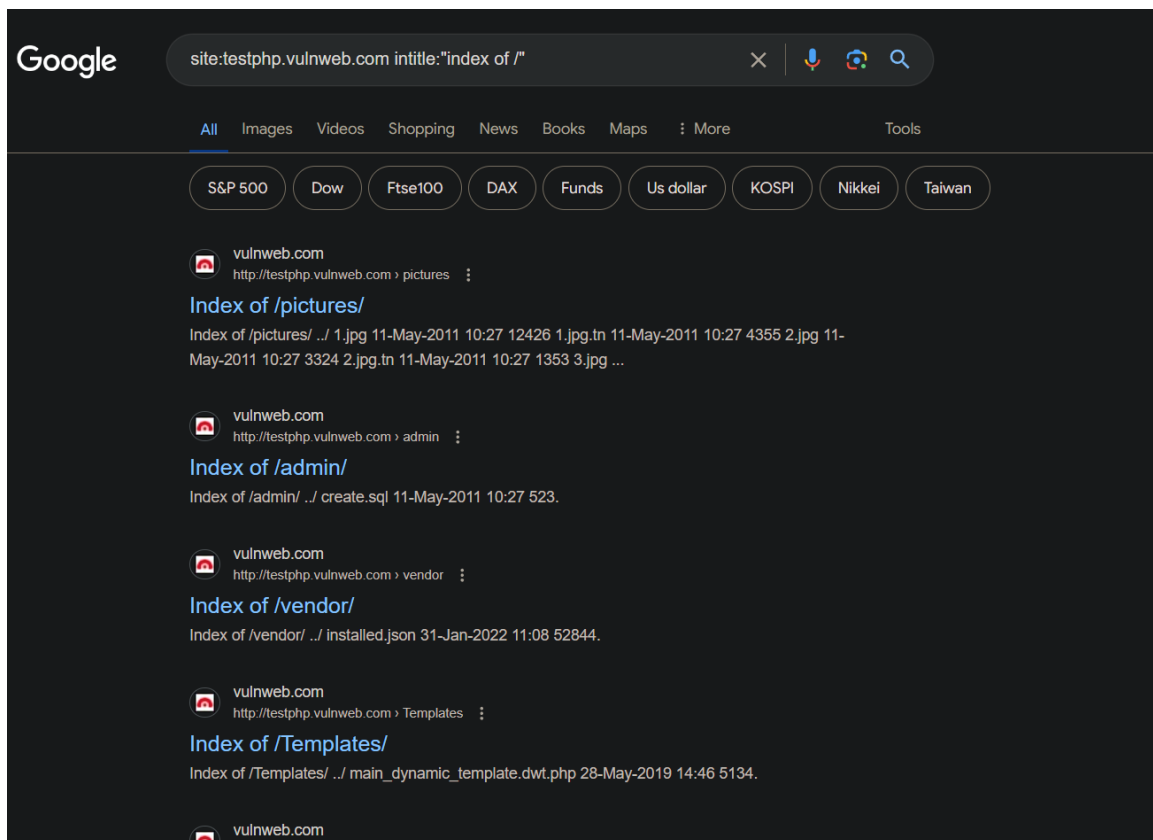 Google
site:testphp.vulnweb.com intitle:"index of /"
All Images Videos Shopping News Books Maps More Tools
S&P 500 Dow Ftse100 DAX Funds Us dollar KOSPI Nikkei Taiwan
vulnweb.com
http://testphp.vulnweb.com › pictures
Index of /pictures/
Index of /pictures/ ../ 1.jpg 11-May-2011 10:27 12426 1.jpg.tn 11-May-2011 10:27 4355 2.jpg 11-
May-2011 10:27 3324 2.jpg.tn 11-May-2011 10:27 1353 3.jpg ...
vulnweb.com
http://testphp.vulnweb.com › admin
Index of /admin/
Index of /admin/ ../ create.sql 11-May-2011 10:27 523.
vulnweb.com
http://testphp.vulnweb.com › vendor
Index of /vendor/
Index of /vendor/ ../ installed.json 31-Jan-2022 11:08 52844.
vulnweb.com
http://testphp.vulnweb.com › Templates
Index of /Templates/
Index of /Templates/ ../ main_dynamic_template.dwt.php 28-May-2019 14:46 5134.
vulnweb.com